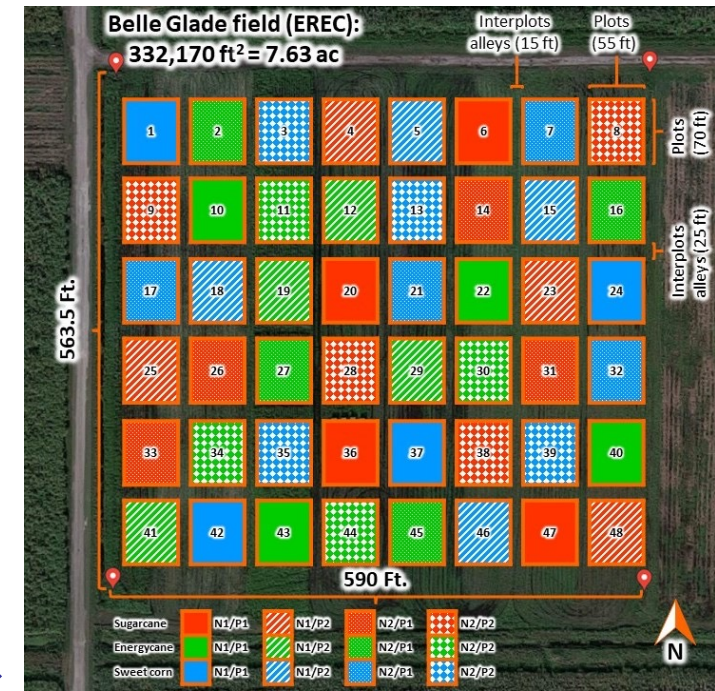 Belle Glade field (EREC):
332,170 ft² = 7.63 ac
Interplots
alleys (15 ft)
Plots
(55 ft)
1 2 3 4 5 6 7 8
Plots
(70 ft)
9 10 11 12 13 14 15 16
Interplots
alleys (25 ft)
17 18 19 20 21 22 23 24
563.5 Ft.
25 26 27 28 29 30 31 32
33 34 35 36 37 38 39 40
41 42 43 44 45 46 47 48
590 Ft.
Sugarcane N1/P1 N1/P2 N2/P1 N2/P2
Energycane N1/P1 N1/P2 N2/P1 N2/P2
Sweet corn N1/P1 N1/P2 N2/P1 N2/P2
N